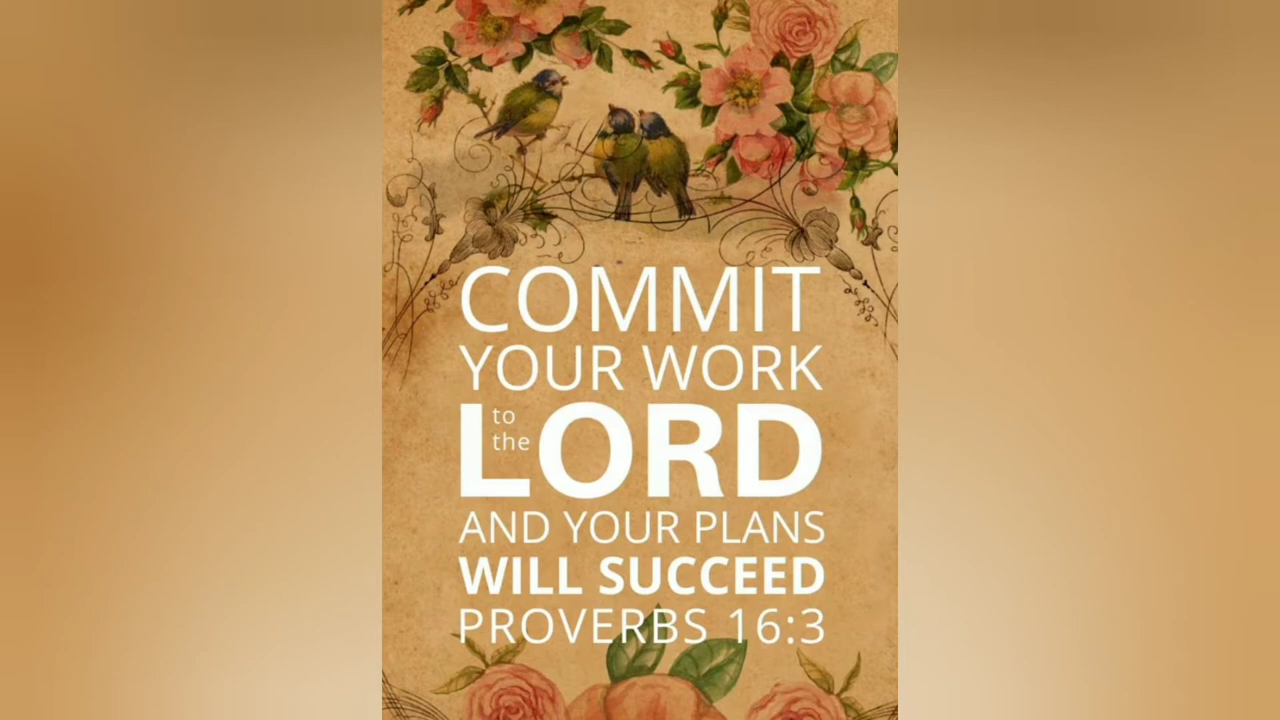 COMMIT
YOUR WORK
to
the
LORD
AND YOUR PLANS
WILL SUCCEED
PROVERBS 16:3